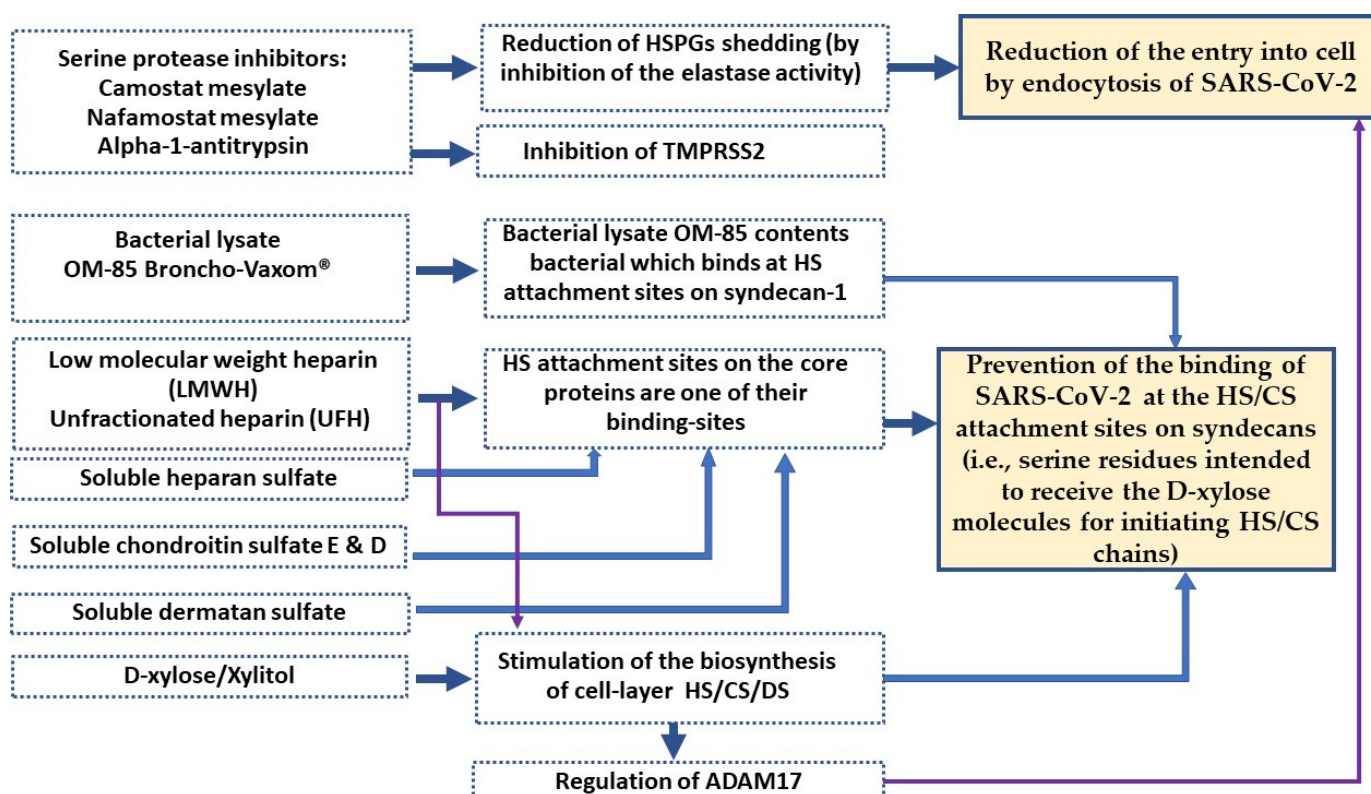 Serine protease inhibitors:
Camostat mesylate
Nafamostat mesylate
Alpha-1-antitrypsin
Reduction of HSPGs shedding (by
inhibition of the elastase activity)
Reduction of the entry into cell
by endocytosis of SARS-CoV-2
Inhibition of TMPRSS2
Bacterial lysate
OM-85 Broncho-Vaxom®
Bacterial lysate OM-85 contents
bacterial which binds at HS
attachment sites on syndecan-1
Low molecular weight heparin
(LMWH)
Unfractionated heparin (UFH)
HS attachment sites on the core
proteins are one of their
binding-sites
Prevention of the binding of
SARS-CoV-2 at the HS/CS
attachment sites on syndecans
(i.e., serine residues intended
to receive the D-xylose
molecules for initiating HS/CS
chains)
Soluble heparan sulfate
Soluble chondroitin sulfate E & D
Soluble dermatan sulfate
D-xylose/Xylitol
Stimulation of the biosynthesis
of cell-layer HS/CS/DS
Regulation of ADAM17